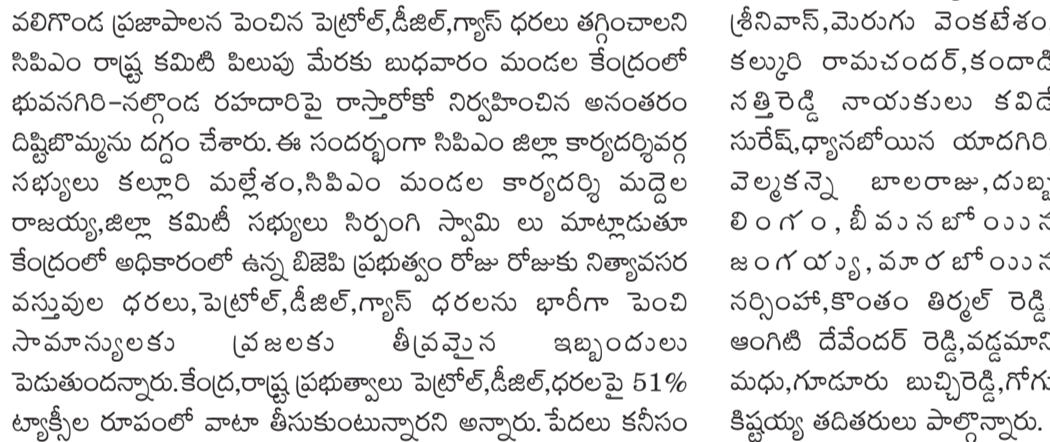 వలిగొండ ప్రజాపాలన పెంచిన పెట్రోల్,డీజిల్,గ్యాస్ ధరలు తగ్గించాలని
సిపిఎం రాష్ట్ర కమిటి పిలుపు మేరకు బుధవారం మండల కేంద్రంలో
భువనగిరి-నల్గొండ రహదారిపై రాస్తారోకో నిర్వహించిన అనంతరం
దిష్టిబొమ్మను దగ్దం చేశారు.ఈ సందర్భంగా సిపిఎం జిల్లా కార్యదర్శివర్గ
సభ్యులు కల్లూరి మల్లేశం,సిపిఎం మండల కార్యదర్శి మద్దెల
రాజయ్య,జిల్లా కమిటీ సభ్యులు సిర్పంగి స్వామి లు మాట్లాడుతూ
కేంద్రంలో అధికారంలో ఉన్న బిజెపి ప్రభుత్వం రోజు రోజుకు నిత్యావసర
వస్తువుల ధరలు,పెట్రోల్,డీజిల్,గ్యాస్ ధరలను భారీగా పెంచి
సామాన్యులకు ప్రజలకు తీవ్రమైన ఇబ్బందులు
పెడుతుందన్నారు.కేంద్ర,రాష్ట్ర ప్రభుత్వాలు పెట్రోల్,డీజిల్,ధరలపై 51%
ట్యాక్సీల రూపంలో వాటా తీసుకుంటున్నారని అన్నారు.పేదలు కనీసం
శ్రీనివాస్,మెరుగు వెంకటేశం
కల్కురి రామచందర్,కందాడి
నత్తిరెడ్డి నాయకులు కవిడే
సురేష్,ధ్యానబోయిన యాదగిరి
వెల్మకన్నె బాలరాజు,దుబ్బ
లింగం,బీమనబోయిన
జంగయ్య,మారబోయిన
నర్సింహా,కొంతం తిర్మల్ రెడ్డి
ఆంగిటి దేవేందర్ రెడ్డి,వడ్డమాని
మధు,గూడూరు బుచ్చిరెడ్డి,గోగు
కిష్టయ్య తదితరులు పాల్గొన్నారు.